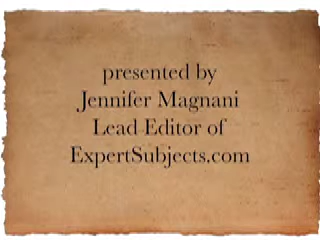 presented by
Jennifer Magnani
Lead Editor of
ExpertSubjects.com